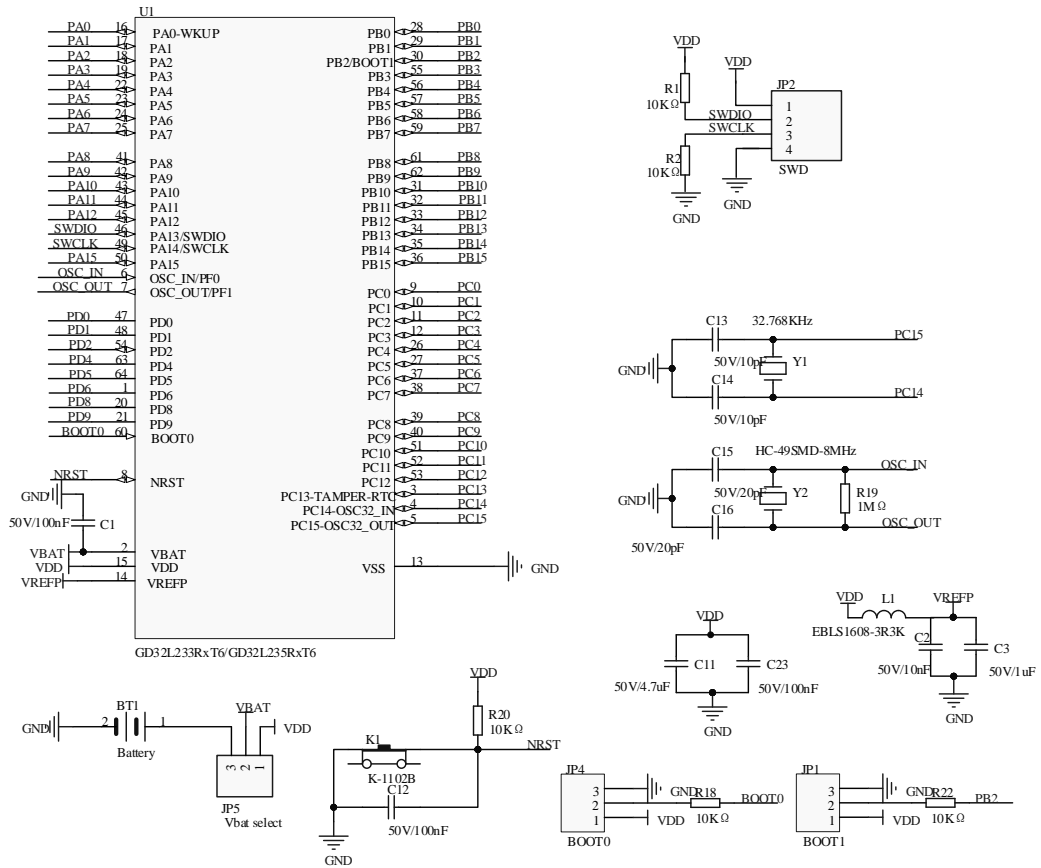 U1
PA0 16 PA0-WKUP PB0 28 PB0
PA1 17 PA1 PB1 29 PB1
PA2 18 PA2 PB2/BOOT1 30 PB2
PA3 19 PA3 PB3 55 PB3
PA4 22 PA4 PB4 56 PB4
PA5 23 PA5 PB5 57 PB5
PA6 24 PA6 PB6 58 PB6
PA7 25 PA7 PB7 59 PB7
PA8 41 PA8 PB8 61 PB8
PA9 42 PA9 PB9 62 PB9
PA10 43 PA10 PB10 31 PB10
PA11 44 PA11 PB11 32 PB11
PA12 45 PA12 PB12 33 PB12
SWDIO 46 PA13/SWDIO PB13 34 PB13
SWCLK 49 PA14/SWCLK PB14 35 PB14
PA15 50 PA15 PB15 36 PB15
OSC_IN 6 OSC_IN/PF0
OSC_OUT 7 OSC_OUT/PF1 PC0 9 PC0
PC1 10 PC1
PD0 47 PD0 PC2 11 PC2
PD1 48 PD1 PC3 12 PC3
PD2 54 PD2 PC4 26 PC4
PD4 63 PD4 PC5 27 PC5
PD5 64 PD5 PC6 37 PC6
PD6 1 PD6 PC7 38 PC7
PD8 20 PD8
PD9 21 PD9 PC8 39 PC8
BOOT0 60 BOOT0 PC9 40 PC9
PC10 51 PC10
PC11 52 PC11
NRST 8 NRST PC12 53 PC12
PC13-TAMPER-RTC 3 PC13
PC14-OSC32_IN 4 PC14
PC15-OSC32_OUT 5 PC15
GND
50V/100nF C1
VBAT 2 VBAT
VDD 15 VDD VSS 13 GND
VREFP 14 VREFP
GD32L233RxT6/GD32L235RxT6
VDD
VDD
R1
10KΩ
JP2
SWDIO
SWCLK
1
2
3
4
R2
10KΩ
SWD
GND
GND
C13 32.768KHz
PC15
50V/10pF Y1
GND
C14
PC14
50V/10pF
C15 HC-49SMD-8MHz
OSC_IN
50V/20pF Y2 R19
1MΩ
GND
C16
OSC_OUT
50V/20pF
VDD
C11 C23
50V/4.7uF 50V/100nF
GND
VDD L1 VREFP
EBLS1608-3R3K
C2 C3
50V/10nF 50V/1uF
GND
BT1
GND 2 1
Battery
VBAT
VDD
3 2 1
JP5
Vbat select
VDD
R20
10KΩ
K1
NRST
K-1102B
C12
50V/100nF
GND
JP4
3 GND
2 R18 BOOT0
1 VDD 10KΩ
BOOT0
JP1
3 GND
2 R22 PB2
1 VDD 10KΩ
BOOT1